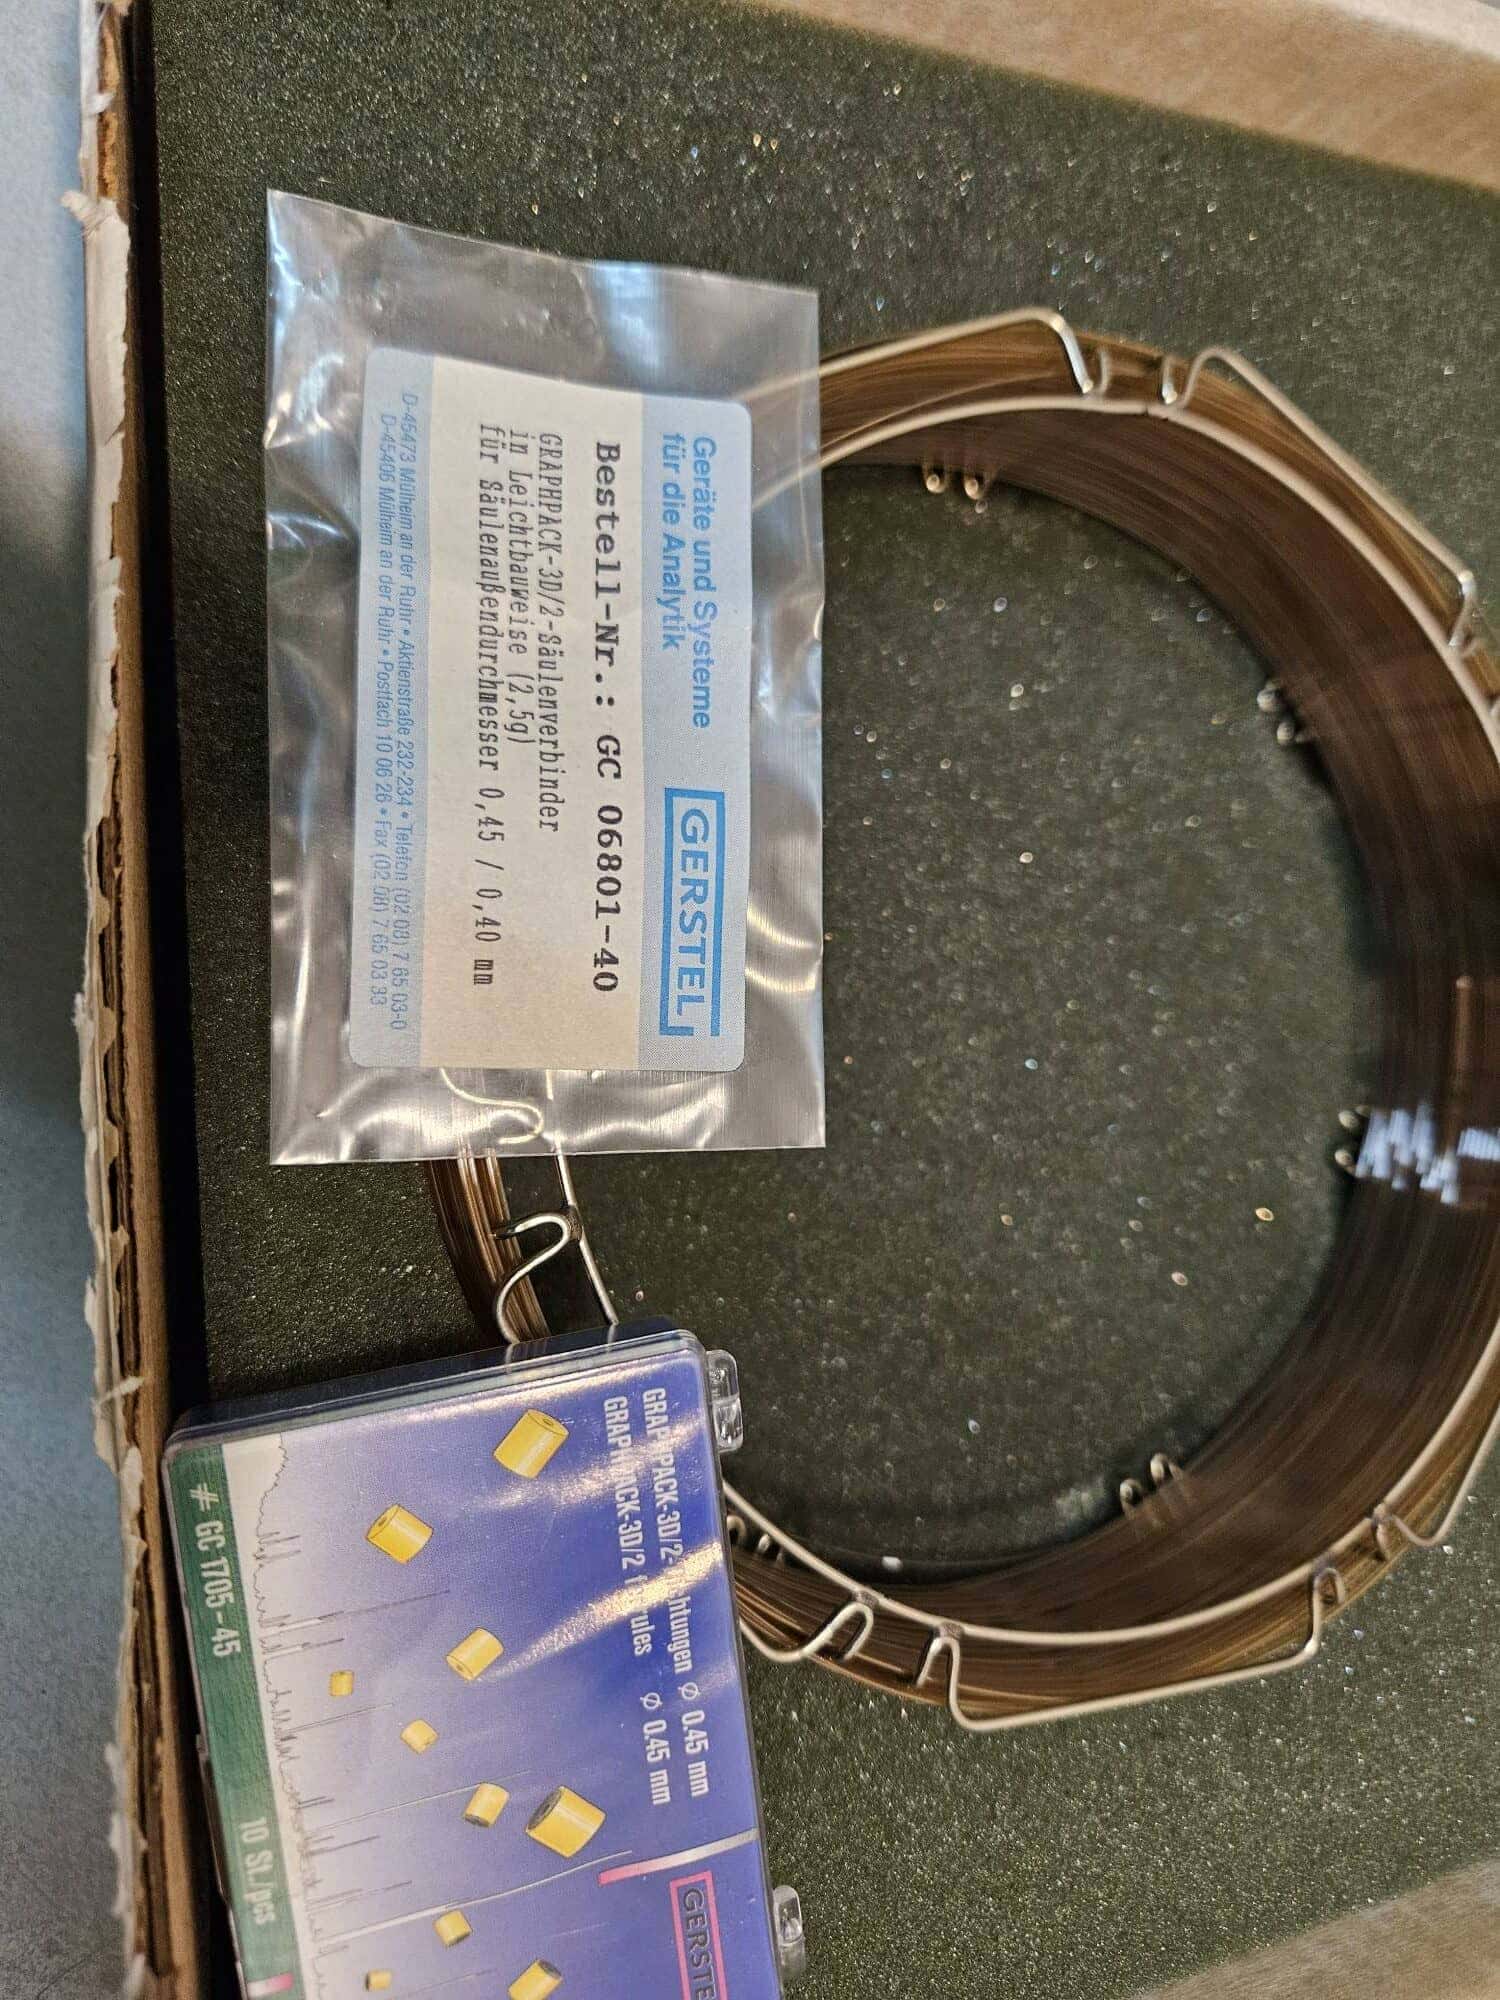 Geräte und Systeme
für die Analytik
GERSTEL
Bestell-Nr.: GC 06801-40
GRAPHPACK-3D/2-Säulenverbinder
in Leichtbauweise (2,5g)
für Säulenaußendurchmesser 0,45 / 0,40 mm
D-45473 Mülheim an der Ruhr • Aktienstraße 232-234 • Telefon (02 08) 7 65 03-0
D-45406 Mülheim an der Ruhr • Postfach 10 06 26 • Fax (02 08) 7 65 03 33
GRAPHPACK-3D/2-Dichtungen Ø 0.45 mm
GRAPHPACK-3D/2 ferrules Ø 0.45 mm
GERSTE
# GC 1705-45
10 St./pcs